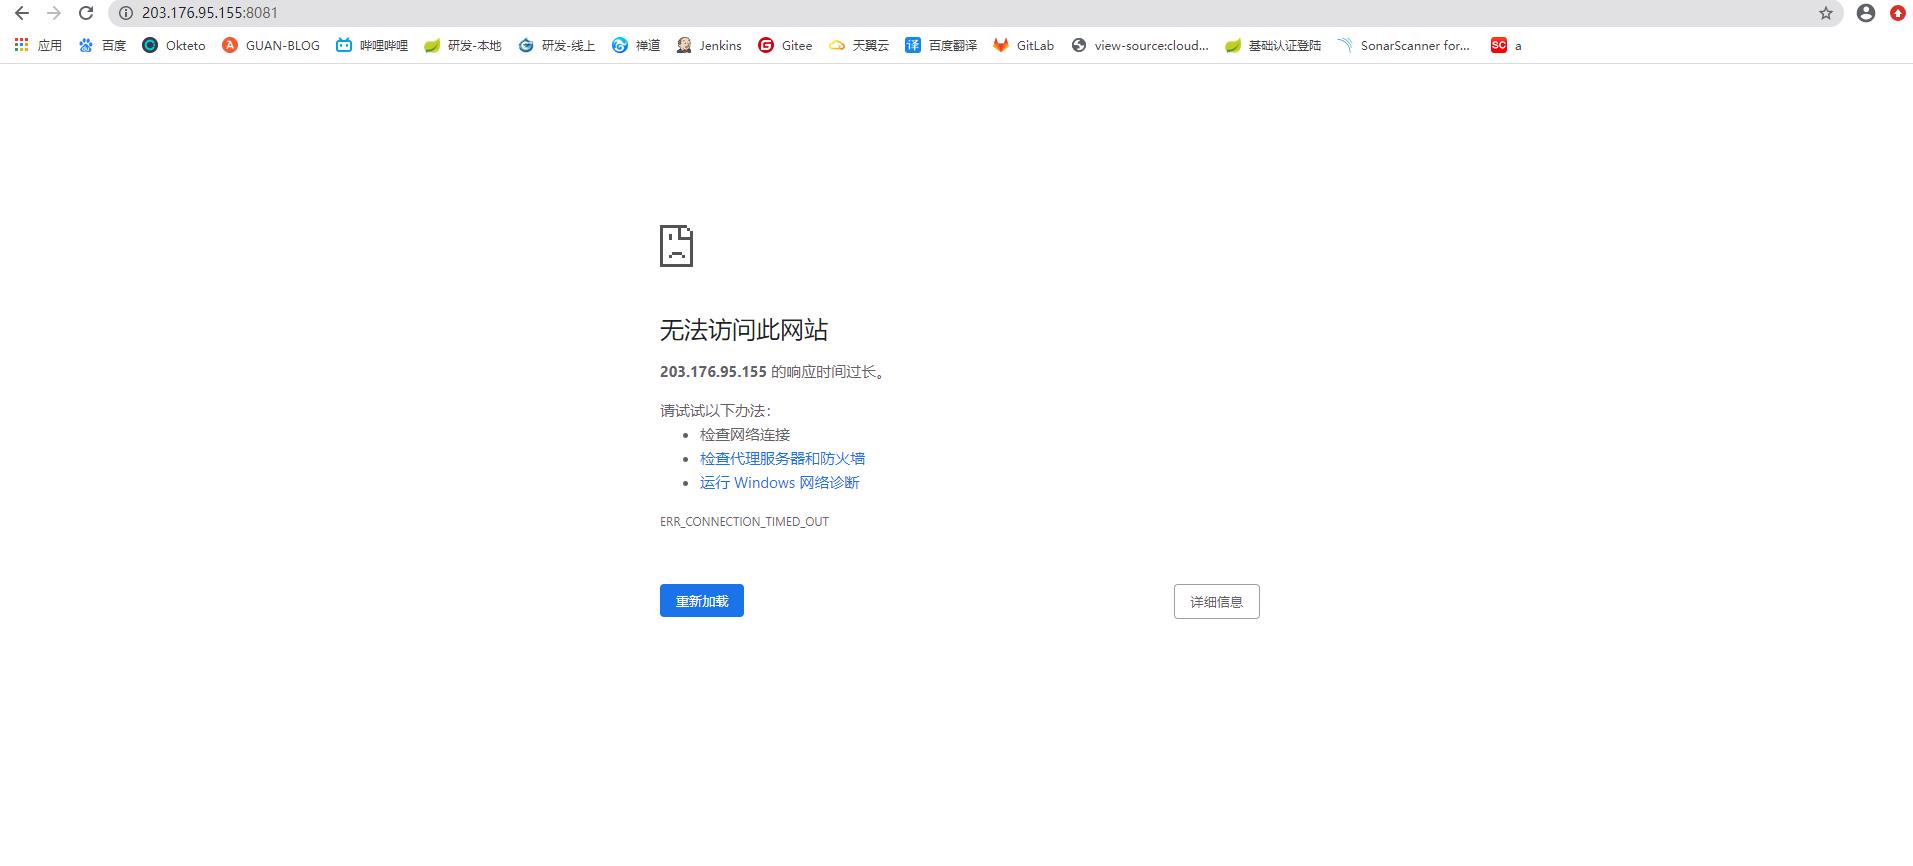 203.176.95.155:8081
应用 百度 Okteto GUAN-BLOG 哔哩哔哩 研发-本地 研发-线上 禅道 Jenkins Gitee 天翼云 译 百度翻译 GitLab view-source:cloud... 基础认证登陆 SonarScanner for... SC a
无法访问此网站
203.176.95.155 的响应时间过长。
请试试以下办法：
• 检查网络连接
• 检查代理服务器和防火墙
• 运行 Windows 网络诊断
ERR_CONNECTION_TIMED_OUT
重新加载 详细信息